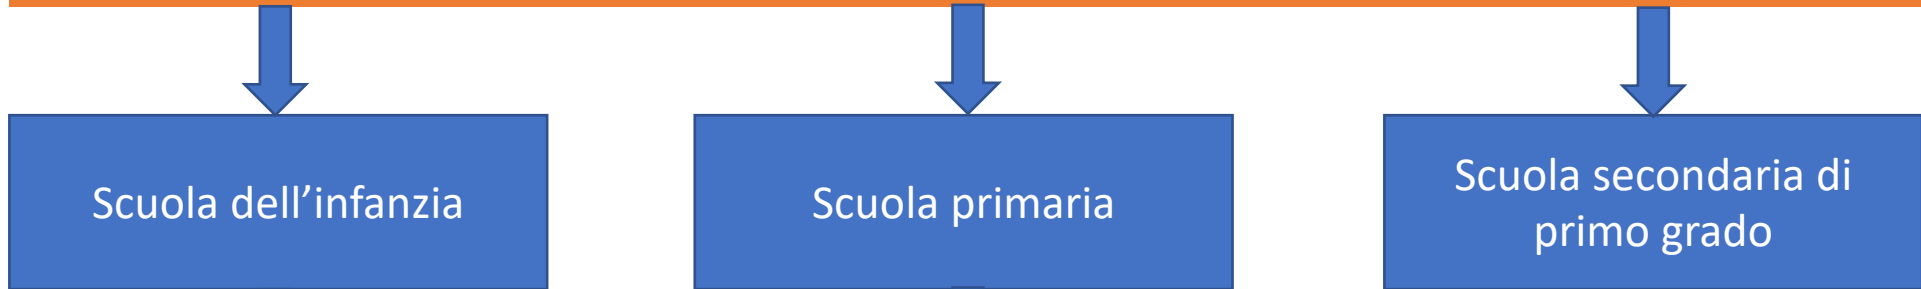 Scuola dell’infanzia
Scuola primaria
Scuola secondaria di
primo grado